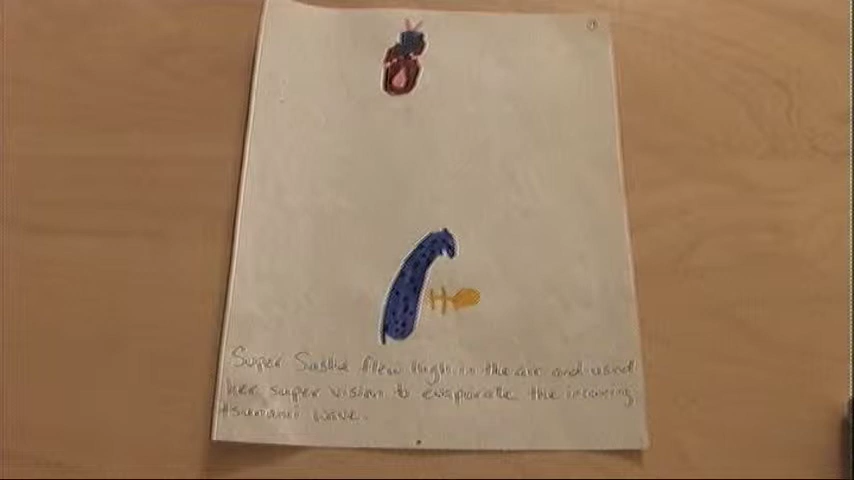 Super Sasha flew high in the air and used
her super vision to evaporate the incoming
tsunami wave.